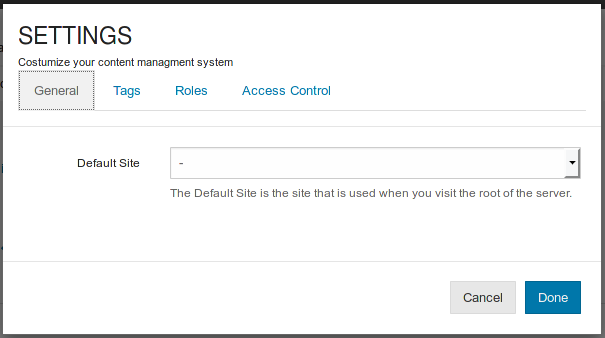 SETTINGS
Costumize your content managment system
General Tags Roles Access Control
Default Site -
The Default Site is the site that is used when you visit the root of the server.
Cancel Done